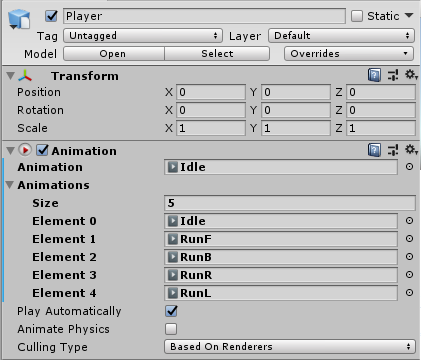 Player Static
Tag Untagged Layer Default
Model Open Select Overrides
Transform
Position X 0 Y 0 Z 0
Rotation X 0 Y 0 Z 0
Scale X 1 Y 1 Z 1
Animation
Animation Idle
Animations
Size 5
Element 0 Idle
Element 1 RunF
Element 2 RunB
Element 3 RunR
Element 4 RunL
Play Automatically
Animate Physics
Culling Type Based On Renderers